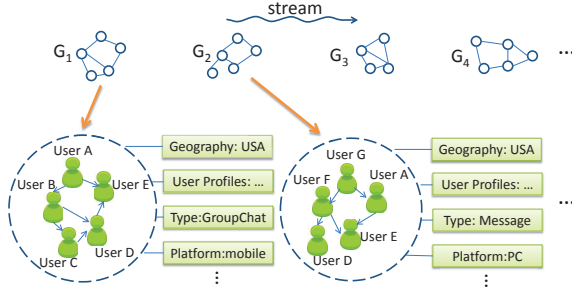 stream
G1
G2
G3
G4
...
User A
User B
User E
User C
User D
Geography: USA
User Profiles: ...
Type:GroupChat
Platform:mobile
...
User G
User F
User A
User E
User D
Geography: USA
User Profiles: ...
Type: Message
Platform:PC
...
...